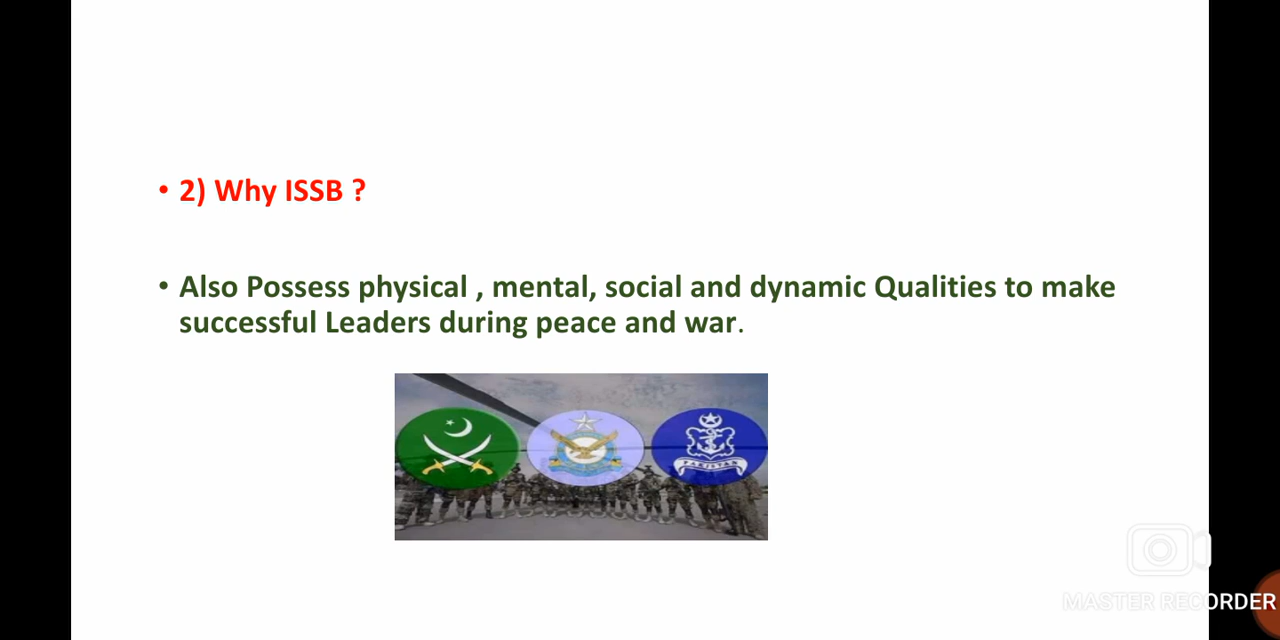 • 2) Why ISSB ?
• Also Possess physical , mental, social and dynamic Qualities to make
successful Leaders during peace and war.
PAKISTAN
MASTER RECORDER